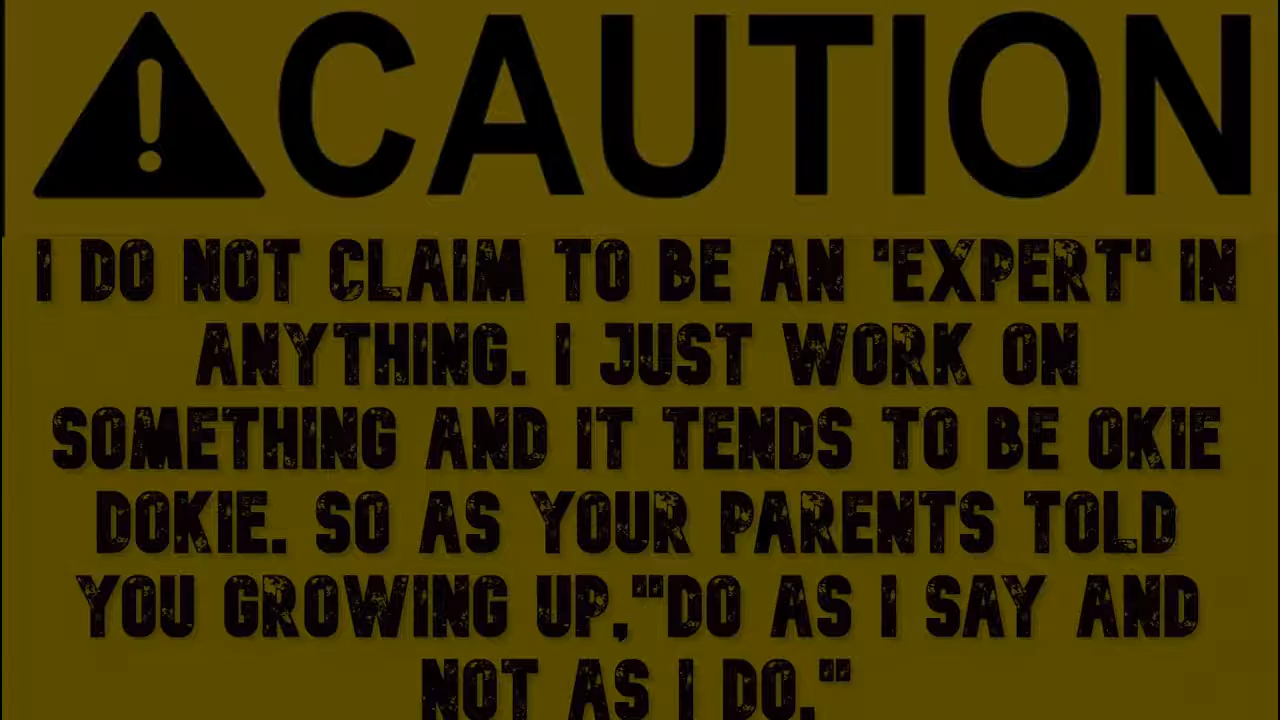 CAUTION
I DO NOT CLAIM TO BE AN 'EXPERT' IN
ANYTHING. I JUST WORK ON
SOMETHING AND IT TENDS TO BE OKIE
DOKIE. SO AS YOUR PARENTS TOLD
YOU GROWING UP,"DO AS I SAY AND
NOT AS I DO."